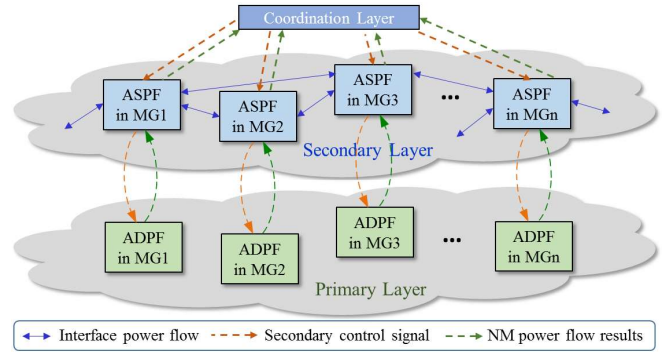 Coordination Layer
ASPF
in MG1
ASPF
in MG2
ASPF
in MG3
...
ASPF
in MGn
Secondary Layer
ADPF
in MG1
ADPF
in MG2
ADPF
in MG3
...
ADPF
in MGn
Primary Layer
Interface power flow
Secondary control signal
NM power flow results